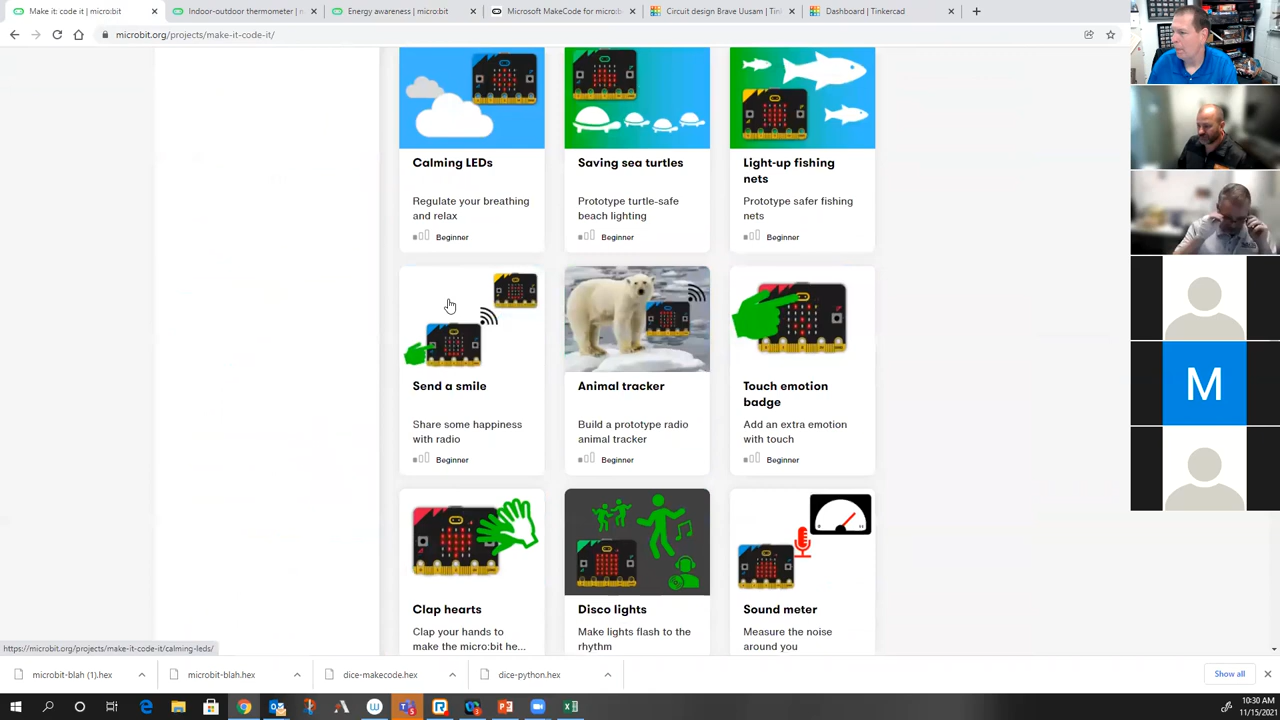 Make it: code it | micro:bit
Indoor-outdoor thermometer | m
Energy awareness | micro:bit
Microsoft MakeCode for micro:b
Circuit design Brave Uusam | Tink
Dashboard | Tinkercad
microbit.org/projects/make-it-code-it/
Calming LEDs
Regulate your breathing
and relax
Beginner
Saving sea turtles
Prototype turtle-safe
beach lighting
Beginner
Light-up fishing
nets
Prototype safer fishing
nets
Beginner
Send a smile
Share some happiness
with radio
Beginner
Animal tracker
Build a prototype radio
animal tracker
Beginner
Touch emotion
badge
Add an extra emotion
with touch
Beginner
Clap hearts
Clap your hands to
make the micro:bit he...
Disco lights
Make lights flash to the
rhythm
Sound meter
Measure the noise
around you
M
https://microbit.org/projects/make-it-code-it/calming-leds/
microbit-blah (1).hex
microbit-blah.hex
dice-makecode.hex
dice-python.hex
Show all
10:30 AM
11/15/2021